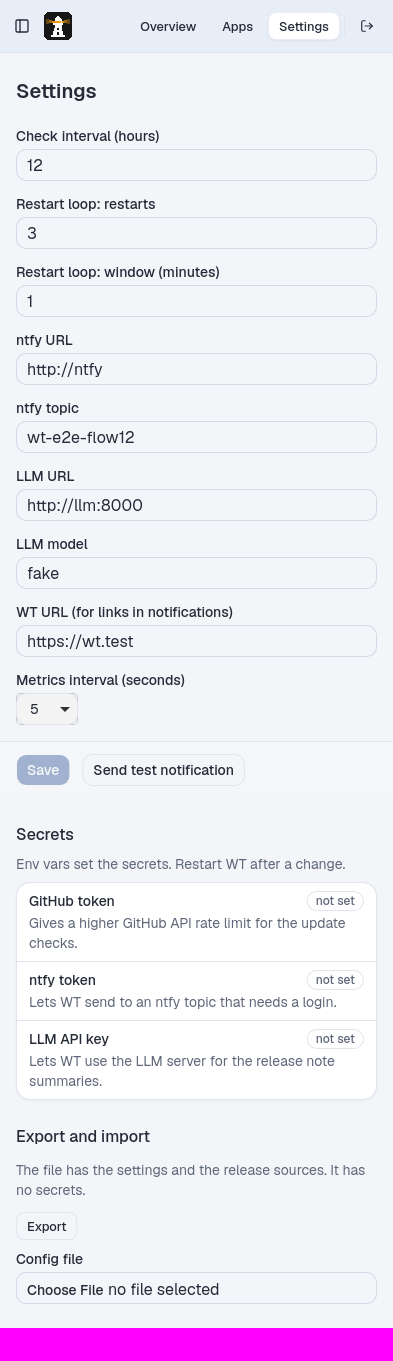 Overview Apps Settings
Settings
Check interval (hours)
12
Restart loop: restarts
3
Restart loop: window (minutes)
1
ntfy URL
http://ntfy
ntfy topic
wt-e2e-flow12
LLM URL
http://llm:8000
LLM model
fake
WT URL (for links in notifications)
https://wt.test
Metrics interval (seconds)
5
Save Send test notification
Secrets
Env vars set the secrets. Restart WT after a change.
GitHub token not set
Gives a higher GitHub API rate limit for the update
checks.
ntfy token not set
Lets WT send to an ntfy topic that needs a login.
LLM API key not set
Lets WT use the LLM server for the release note
summaries.
Export and import
The file has the settings and the release sources. It has
no secrets.
Export
Config file
Choose File no file selected